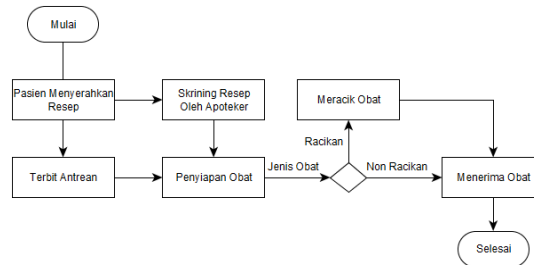 Mulai
Pasien Menyerahkan
Resep
Skrining Resep
Oleh Apoteker
Meracik Obat
Racikan
Terbit Antrean
Penyiapan Obat
Jenis Obat
Non Racikan
Menerima Obat
Selesai